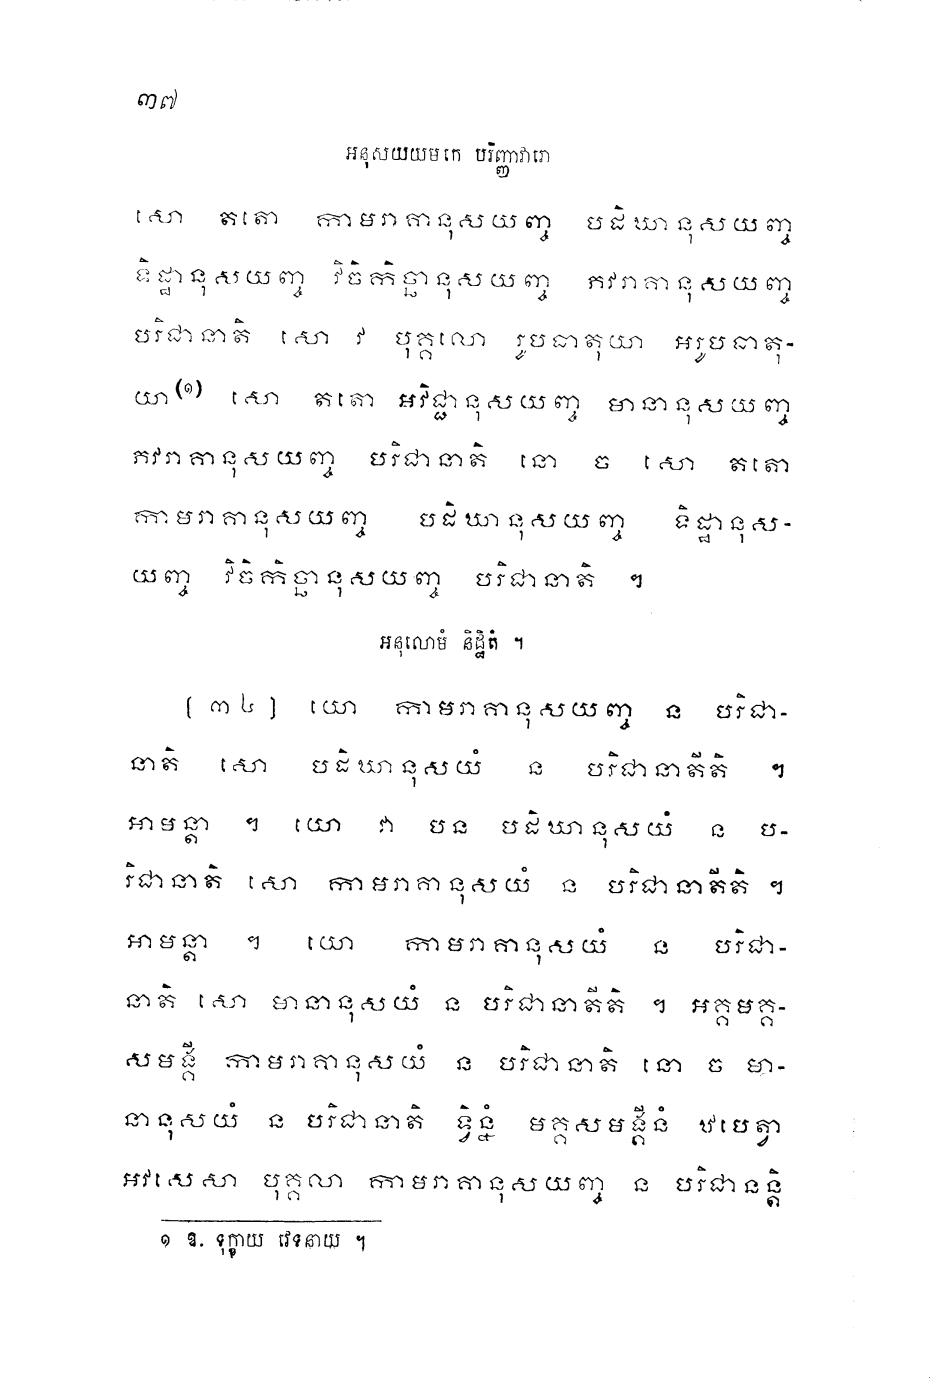 ៣៧
អនុសយយមកេ បរិញ្ញាវារោ
សោ តតោ កាមរាគានុសយញ្ច បដិឃានុសយញ្ច
ទិដ្ឋានុសយញ្ច វិចិកិច្ឆានុសយញ្ច ភវរាគានុសយញ្ច
បរិជានាតិ សោ វ បុគ្គលោ រូបធាតុយា អរូបធាតុ-
យា(១) សោ តតោ អវិជ្ជានុសយញ្ច មានានុសយញ្ច
ភវរាគានុសយញ្ច បរិជានាតិ នោ ច សោ តតោ
កាមរាគានុសយញ្ច បដិឃានុសយញ្ច ទិដ្ឋានុស-
យញ្ច វិចិកិច្ឆានុសយញ្ច បរិជានាតិ ។
អនុលោមំ និដ្ឋិតំ ។
[៣៤] យោ កាមរាគានុសយញ្ច ន បរិជា-
នាតិ សោ បដិឃានុសយំ ន បរិជានាតីតិ ។
អាមន្តា ។ យោ វា បន បដិឃានុសយំ ន ប-
រិជានាតិ សោ កាមរាគានុសយំ ន បរិជានាតីតិ ។
អាមន្តា ។ យោ កាមរាគានុសយំ ន បរិជា-
នាតិ សោ មានានុសយំ ន បរិជានាតីតិ ។ អគ្គមគ្គ-
សមង្គី កាមរាគានុសយំ ន បរិជានាតិ នោ ច មា-
នានុសយំ ន បរិជានាតិ ទ្វិន្នំ មគ្គសមង្គីនំ ឋបេត្វា
អវសេសា បុគ្គលា កាមរាគានុសយញ្ច ន បរិជានន្តិ
១ ឱ. ទុក្ខាយ វេទនាយ ។